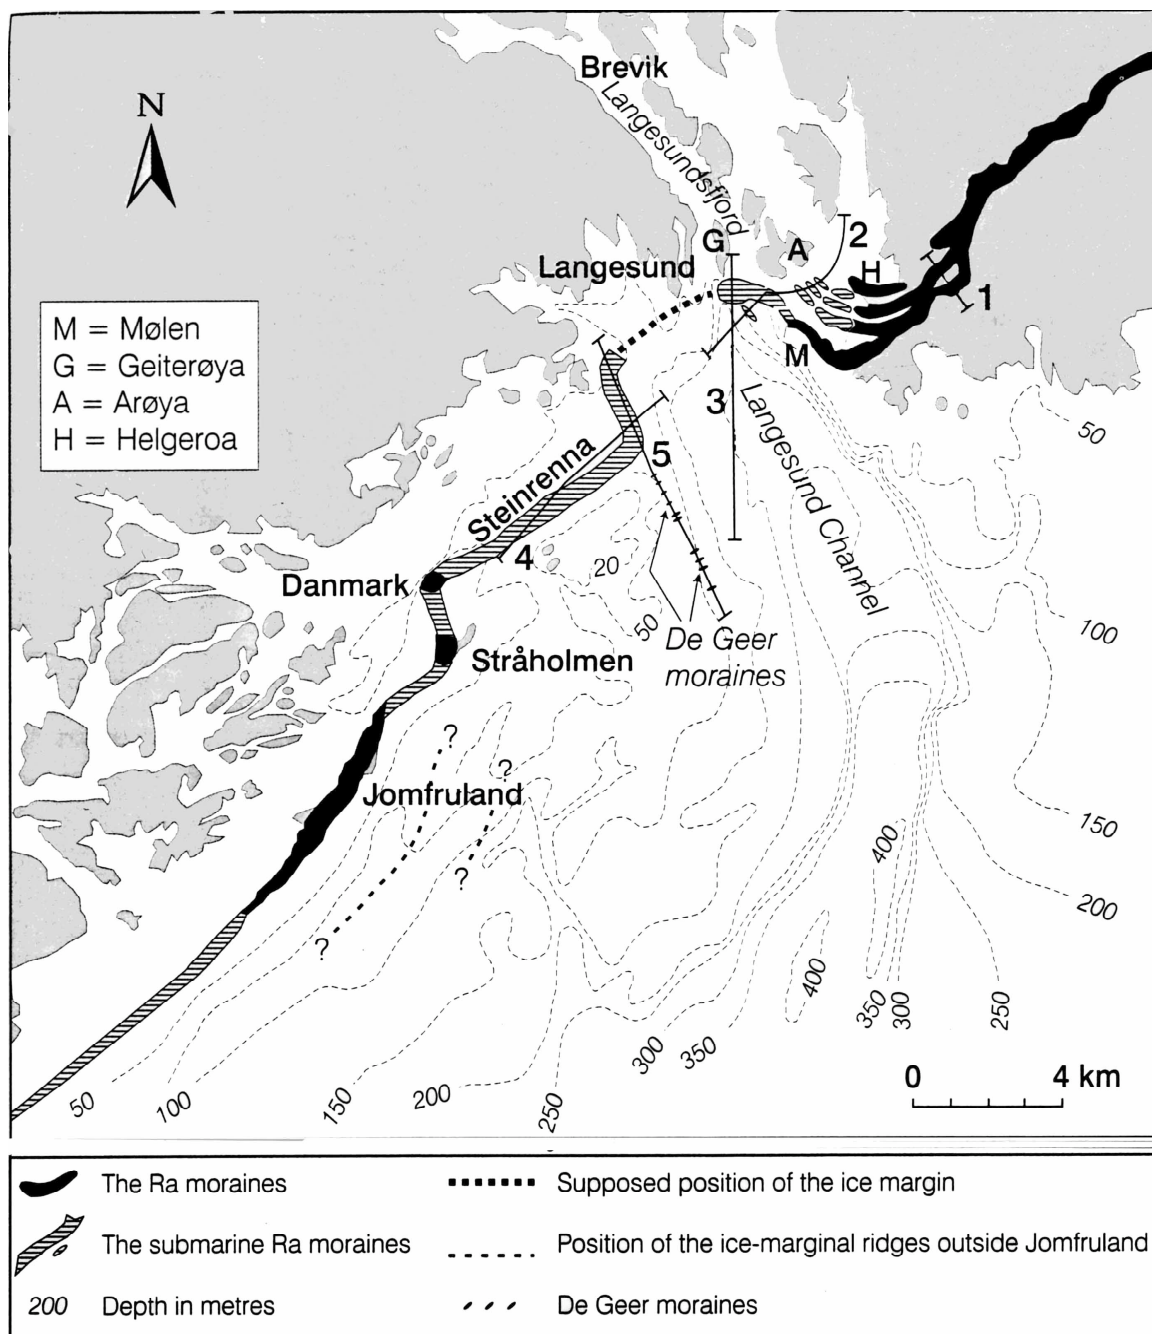 Brevik
N
Langesundsfjord
G
A
2
Langesund
H
1
M = Mølen
G = Geiterøya
A = Arøya
H = Helgeroa
M
3
Langesund Channel
50
5
Steinrenna
4
20
Danmark
50
100
De Geer
moraines
Stråholmen
?
?
Jomfruland
150
400
?
200
?
400
350
300
250
300
350
0 4 km
50
100
150
200
250
The Ra moraines
Supposed position of the ice margin
The submarine Ra moraines
Position of the ice-marginal ridges outside Jomfruland
200 Depth in metres
De Geer moraines